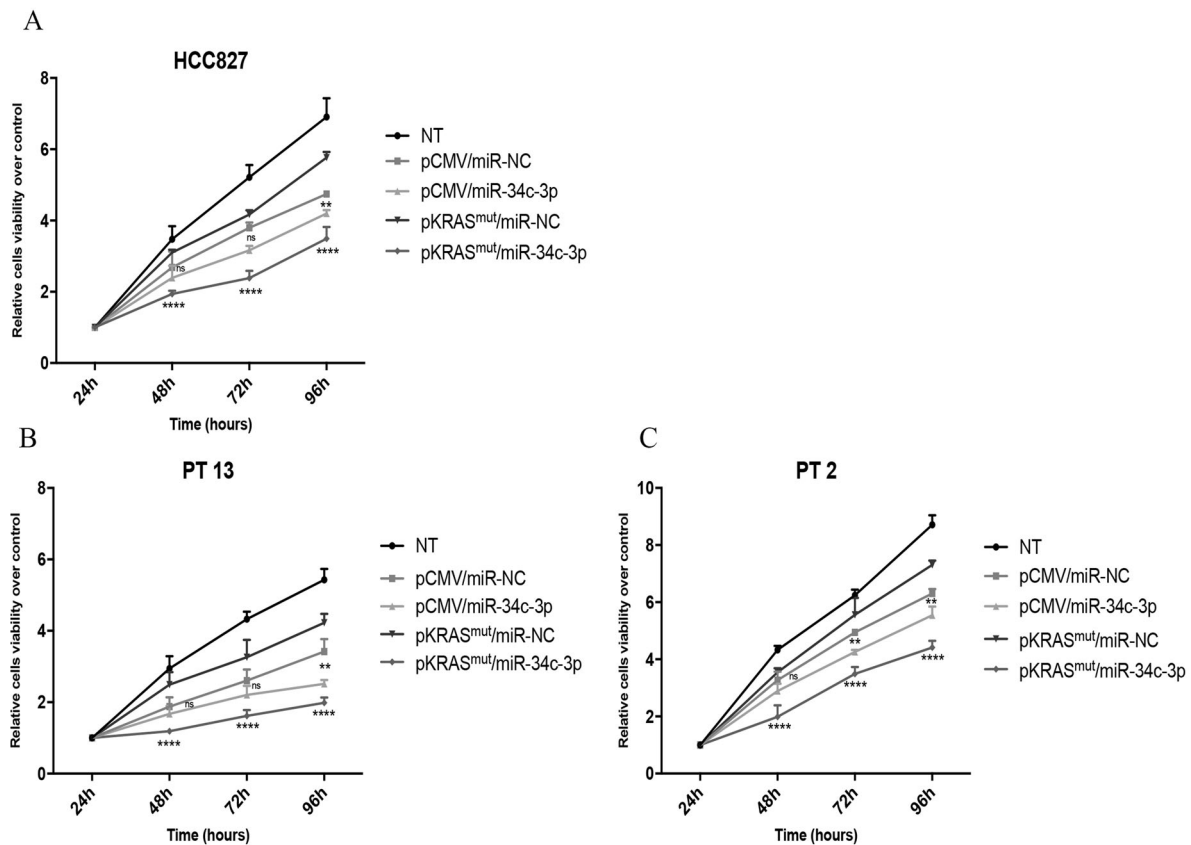 A
HCC827
Relative cells viability over control
8
6
4
2
0
ns
ns
**
****
****
****
24h
48h
72h
96h
Time (hours)
NT
pCMV/miR-NC
pCMV/miR-34c-3p
pKRASmut/miR-NC
pKRASmut/miR-34c-3p
B
PT 13
Relative cells viability over control
8
6
4
2
0
ns
ns
**
****
****
****
24h
48h
72h
96h
Time (hours)
NT
pCMV/miR-NC
pCMV/miR-34c-3p
pKRASmut/miR-NC
pKRASmut/miR-34c-3p
C
PT 2
Relative cells viability over control
10
8
6
4
2
0
ns
**
**
****
****
****
24h
48h
72h
96h
Time (hours)
NT
pCMV/miR-NC
pCMV/miR-34c-3p
pKRASmut/miR-NC
pKRASmut/miR-34c-3p